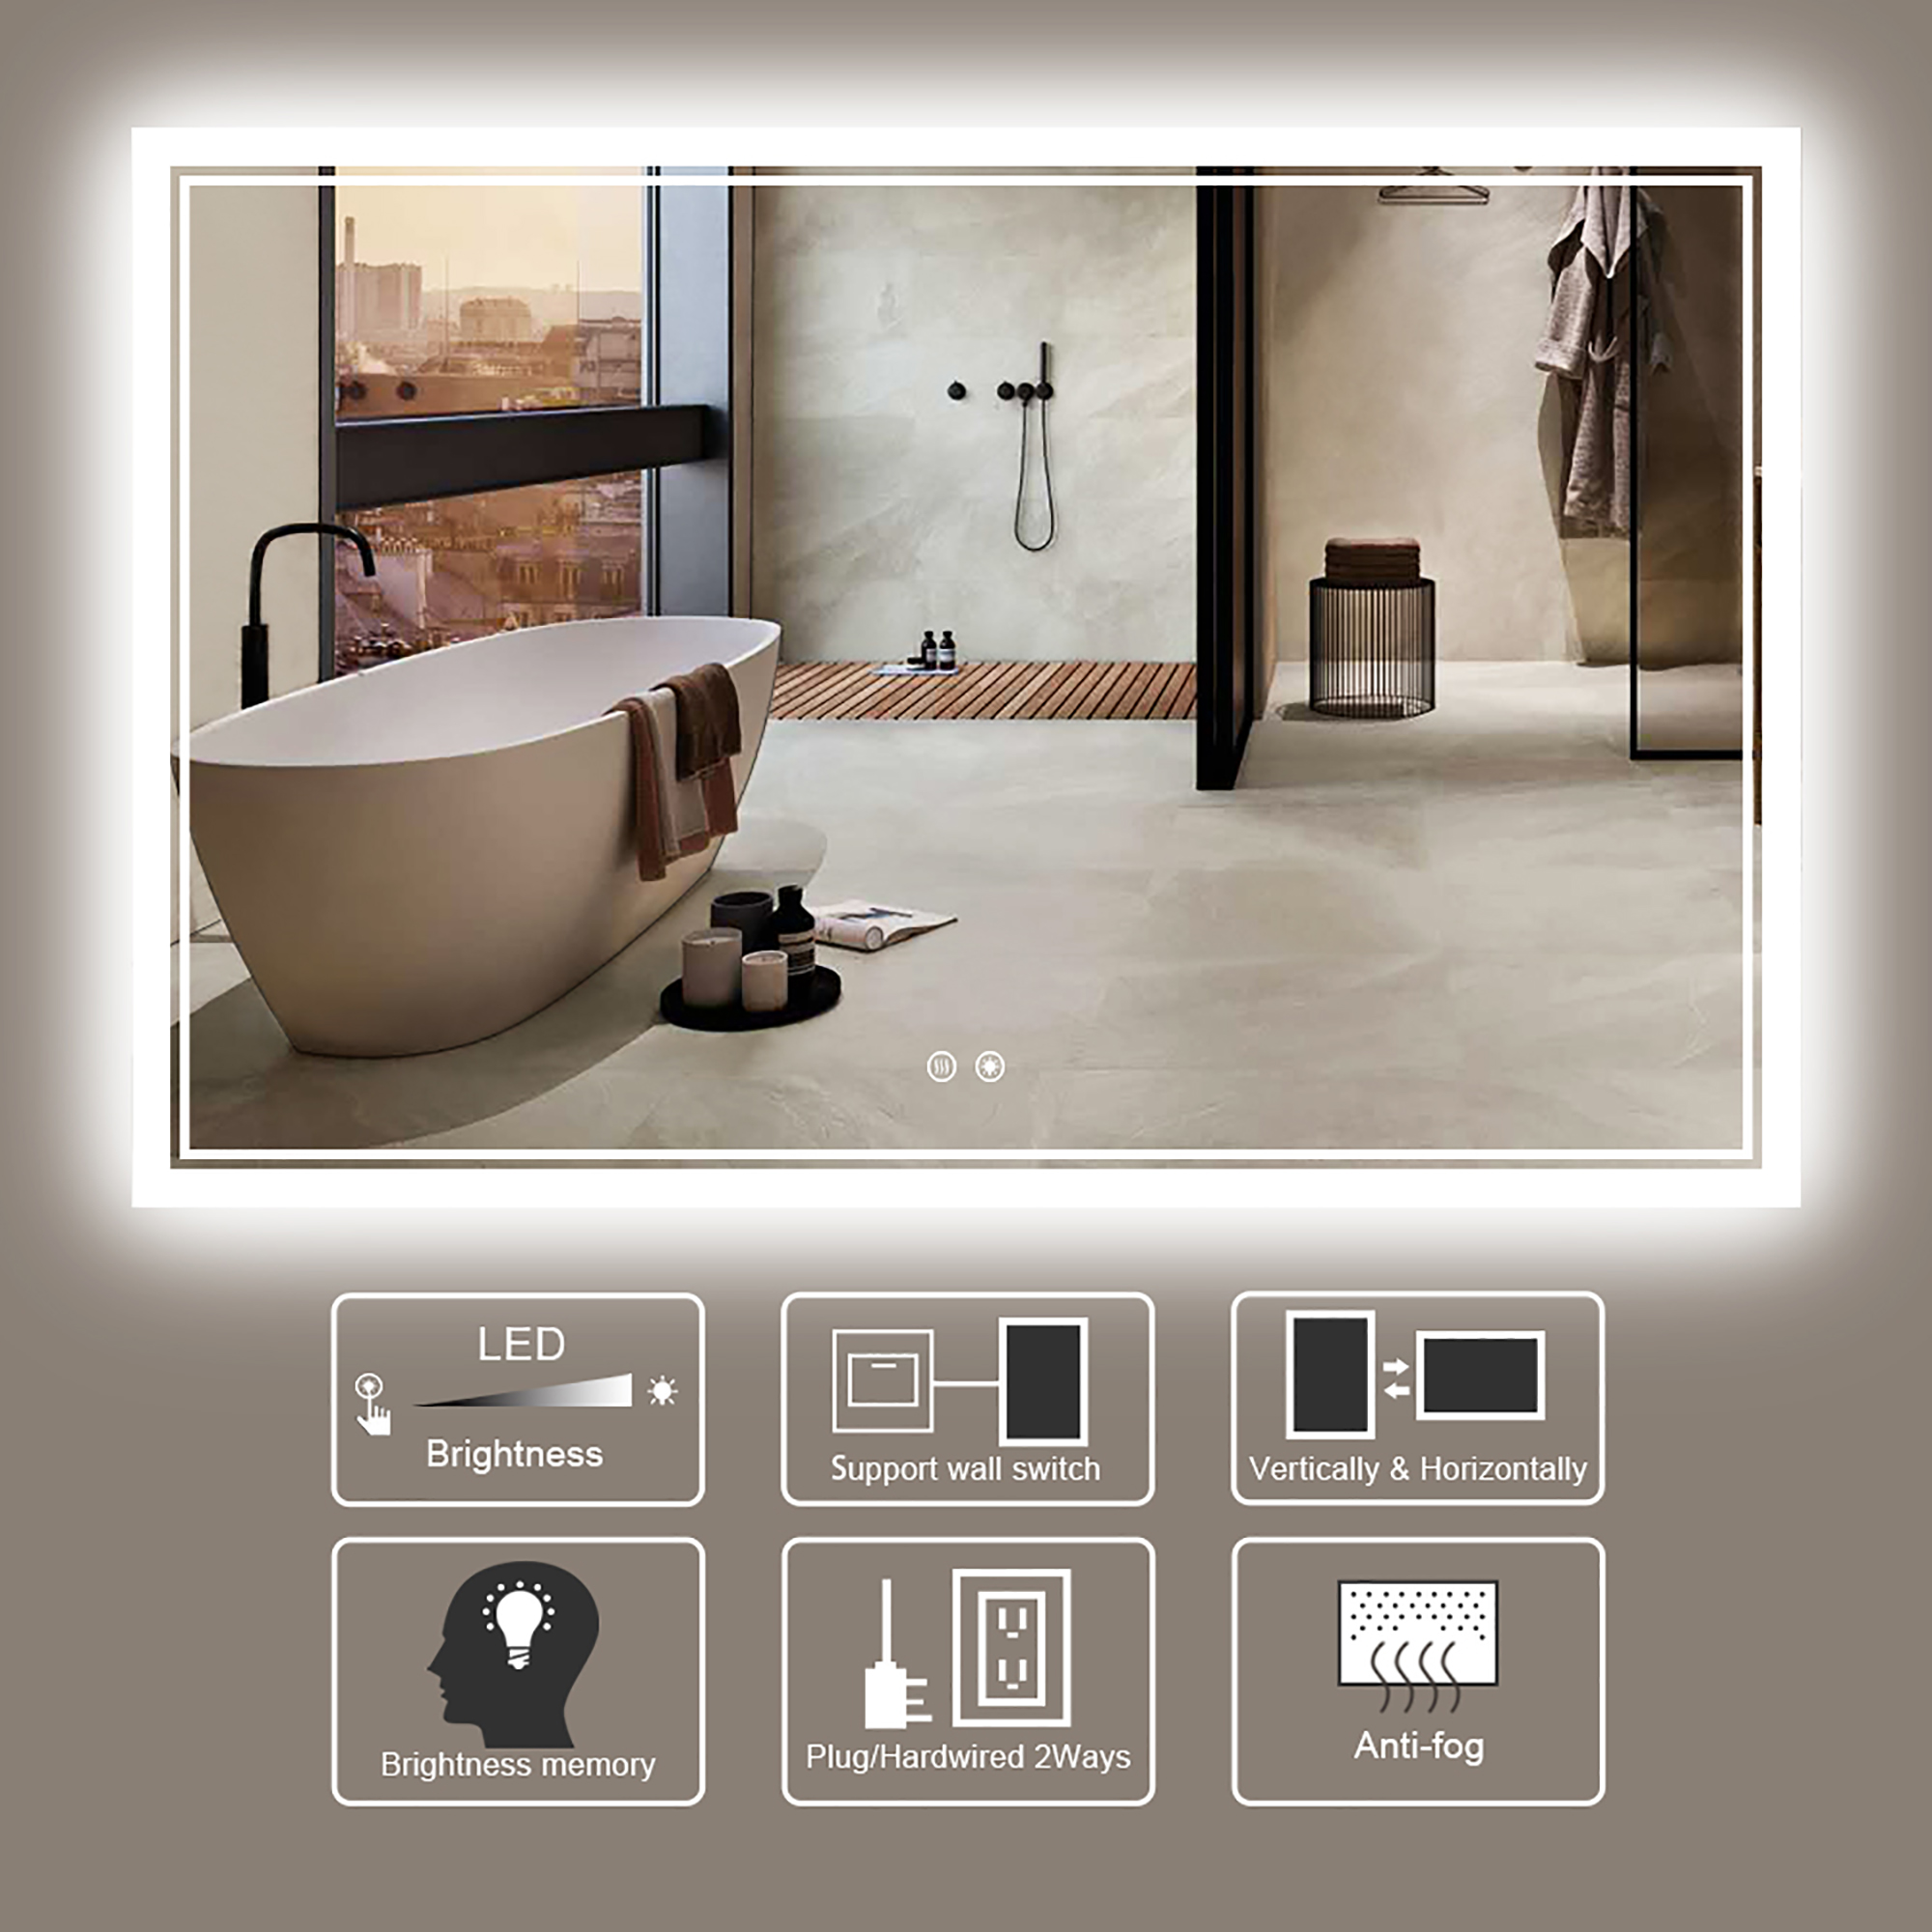 LED
Brightness
Support wall switch
Vertically & Horizontally
Brightness memory
Plug/Hardwired 2Ways
Anti-fog